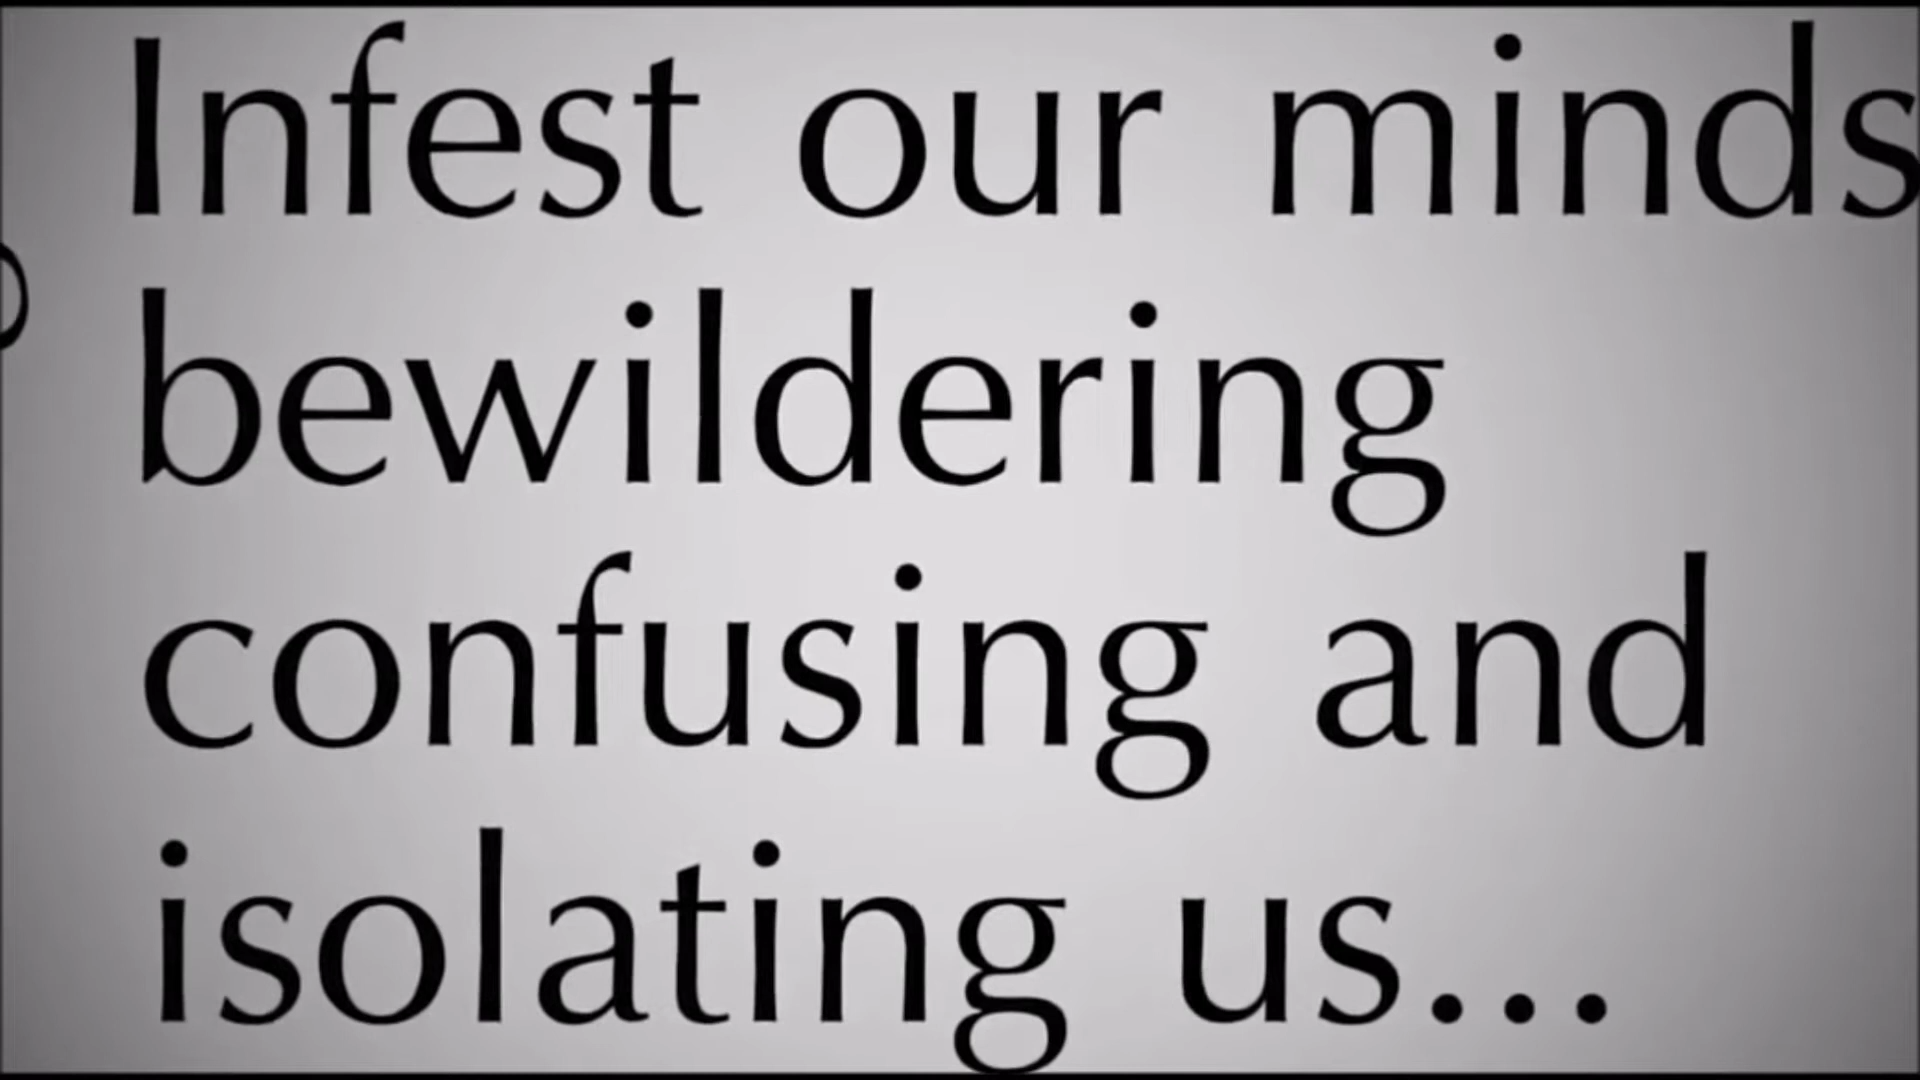 Infest our minds
bewildering
confusing and
isolating us...